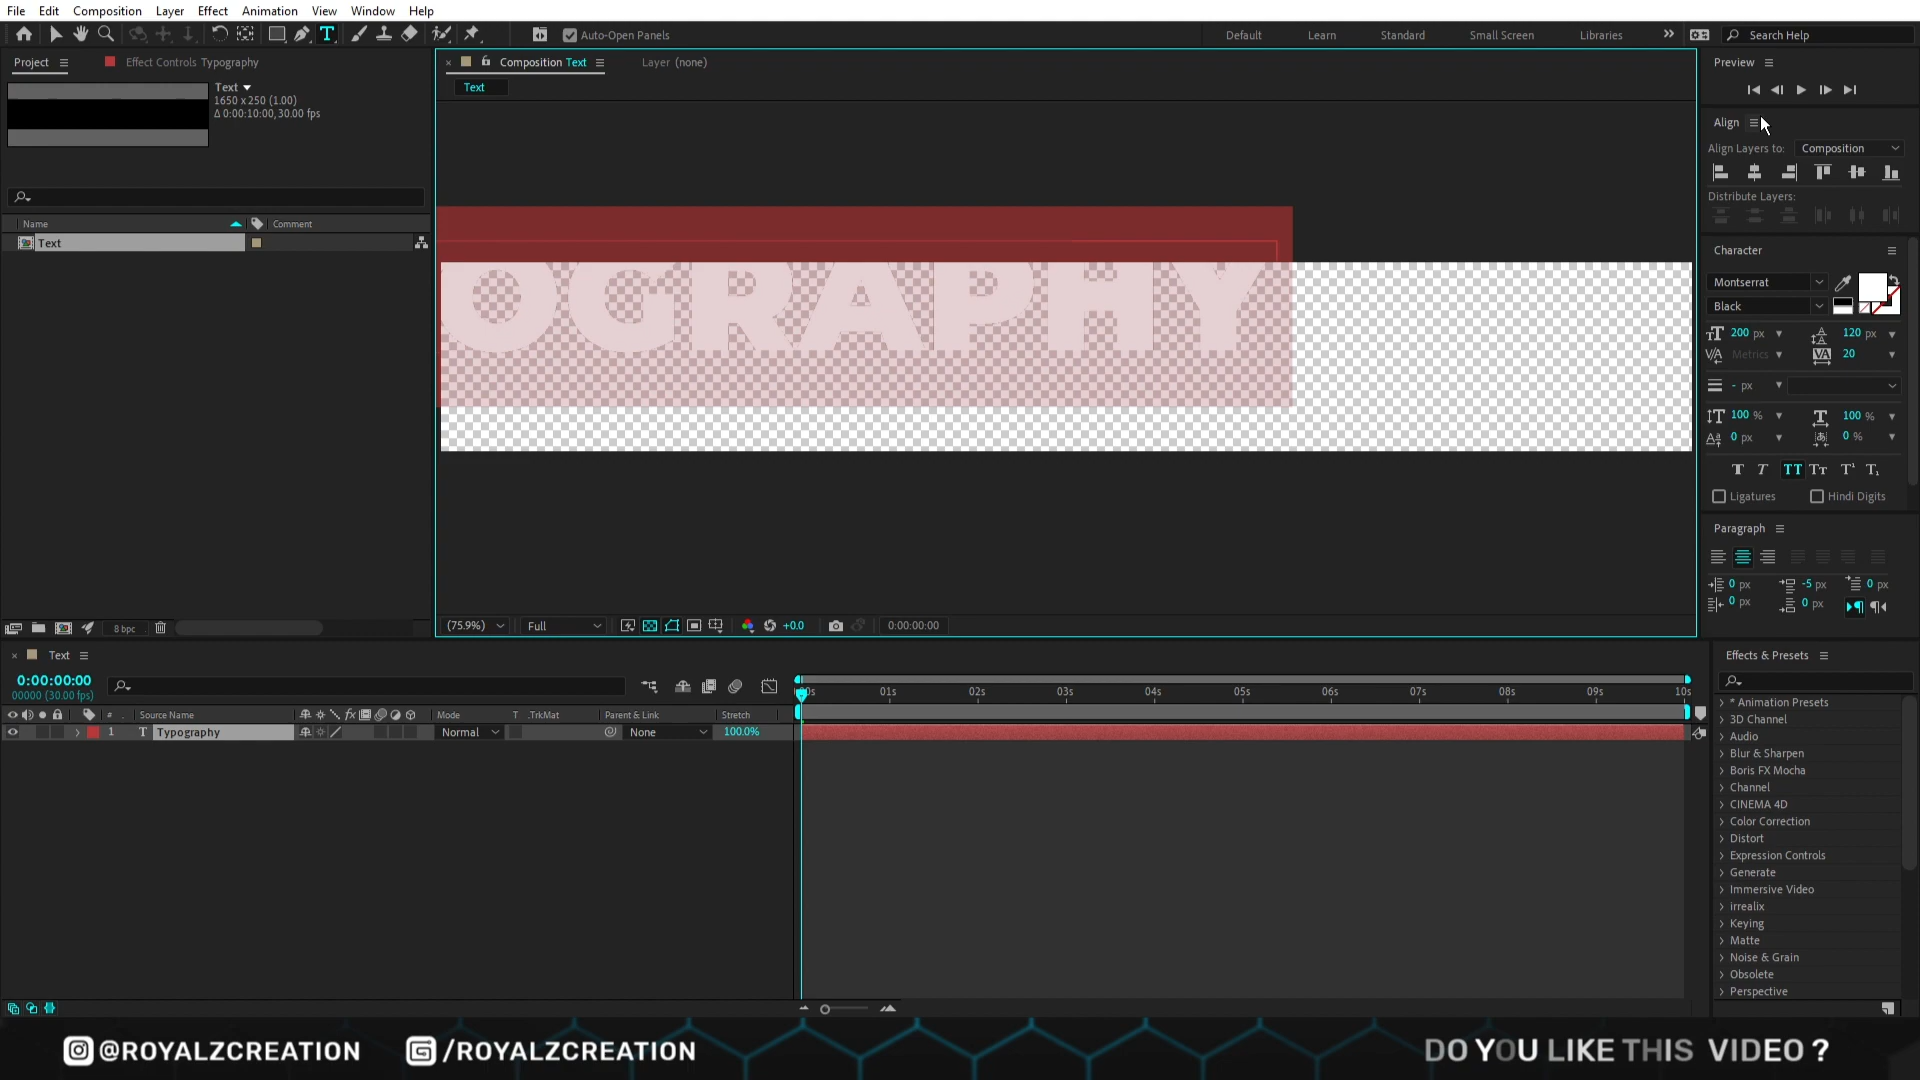 File Edit Composition Layer Effect Animation View Window Help
Auto-Open Panels
Default Learn Standard Small Screen Libraries
Search Help
Project
Effect Controls Typography
Text
1650 x 250 (1.00)
Δ 0:00:10:00, 30.00 fps
Name
Comment
Text
8 bpc
Composition Text
Layer (none)
Text
OGRAPHY
(75.9%)
Full
+0.0
0:00:00:00
Preview
Align
Align Layers to: Composition
Distribute Layers:
Character
Montserrat
Black
200 px
120 px
Metrics
20
- px
100 %
100 %
0 px
0 %
Ligatures
Hindi Digits
Paragraph
0 px
-5 px
0 px
0 px
0 px
Text
0:00:00:00
00000 (30.00 fps)
# Source Name
Mode
T .TrkMat
Parent & Link
Stretch
1 T Typography
Normal
None
100.0%
00s 01s 02s 03s 04s 05s 06s 07s 08s 09s 10s
Effects & Presets
* Animation Presets
3D Channel
Audio
Blur & Sharpen
Boris FX Mocha
Channel
CINEMA 4D
Color Correction
Distort
Expression Controls
Generate
Immersive Video
irrealix
Keying
Matte
Noise & Grain
Obsolete
Perspective
@ROYALZCREATION
/ROYALZCREATION
DO YOU LIKE THIS VIDEO ?